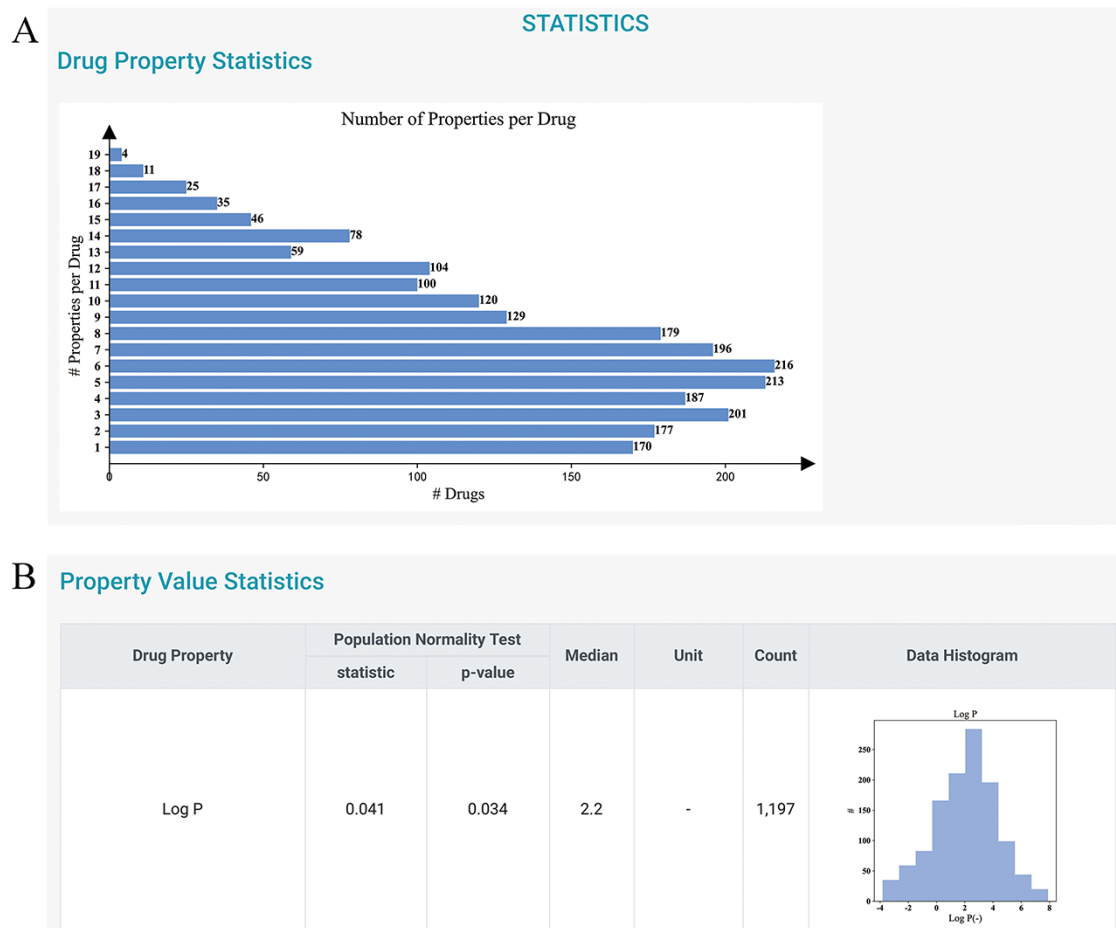 A
STATISTICS
Drug Property Statistics
Number of Properties per Drug
# Properties per Drug
19 4
18 11
17 25
16 35
15 46
14 78
13 59
12 104
11 100
10 120
9 129
8 179
7 196
6 216
5 213
4 187
3 201
2 177
1 170
0 50 100 150 200
# Drugs
B
Property Value Statistics
Drug Property Population Normality Test Median Unit Count Data Histogram
statistic p-value
Log P 0.041 0.034 2.2 - 1,197
Log P
#
250
200
150
100
50
0
-4 -2 0 2 4 6 8
Log P(-)